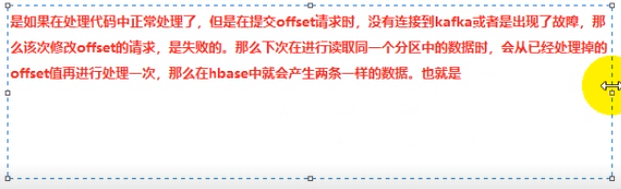 是如果在处理代码中正常处理了，但是在提交offset请求时，没有连接到kafka或者是出现了故障，那
么该次修改offset的请求，是失败的。那么下次在进行读取同一个分区中的数据时，会从已经处理掉的
offset值再进行处理一次，那么在hbase中就会产生两条一样的数据。也就是